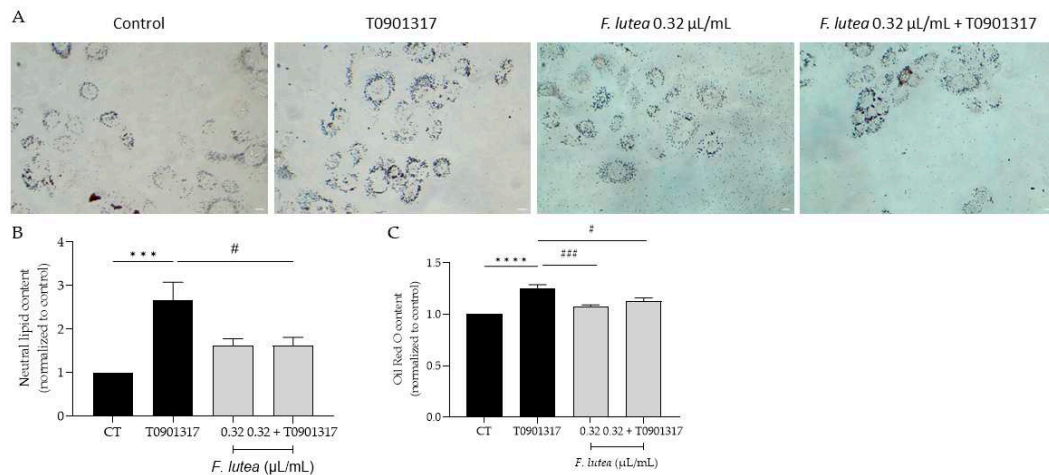 A
Control T0901317 F. lutea 0.32 µL/mL F. lutea 0.32 µL/mL + T0901317
B
Neutral lipid content
(normalized to control)
4
3
2
1
0
***
#
CT T0901317 0.32 0.32 + T0901317
F. lutea (µL/mL)
C
Oil Red O content
(normalized to control)
1.5
1.0
0.5
0.0
****
###
#
CT T0901317 0.32 0.32 + T0901317
F. lutea (µL/mL)